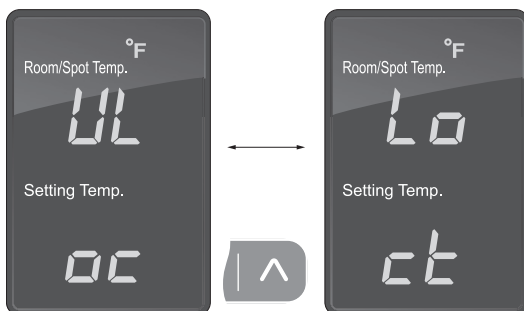 °F
Room/Spot Temp.
UL
Setting Temp.
oc
°F
Room/Spot Temp.
Lo
Setting Temp.
ct